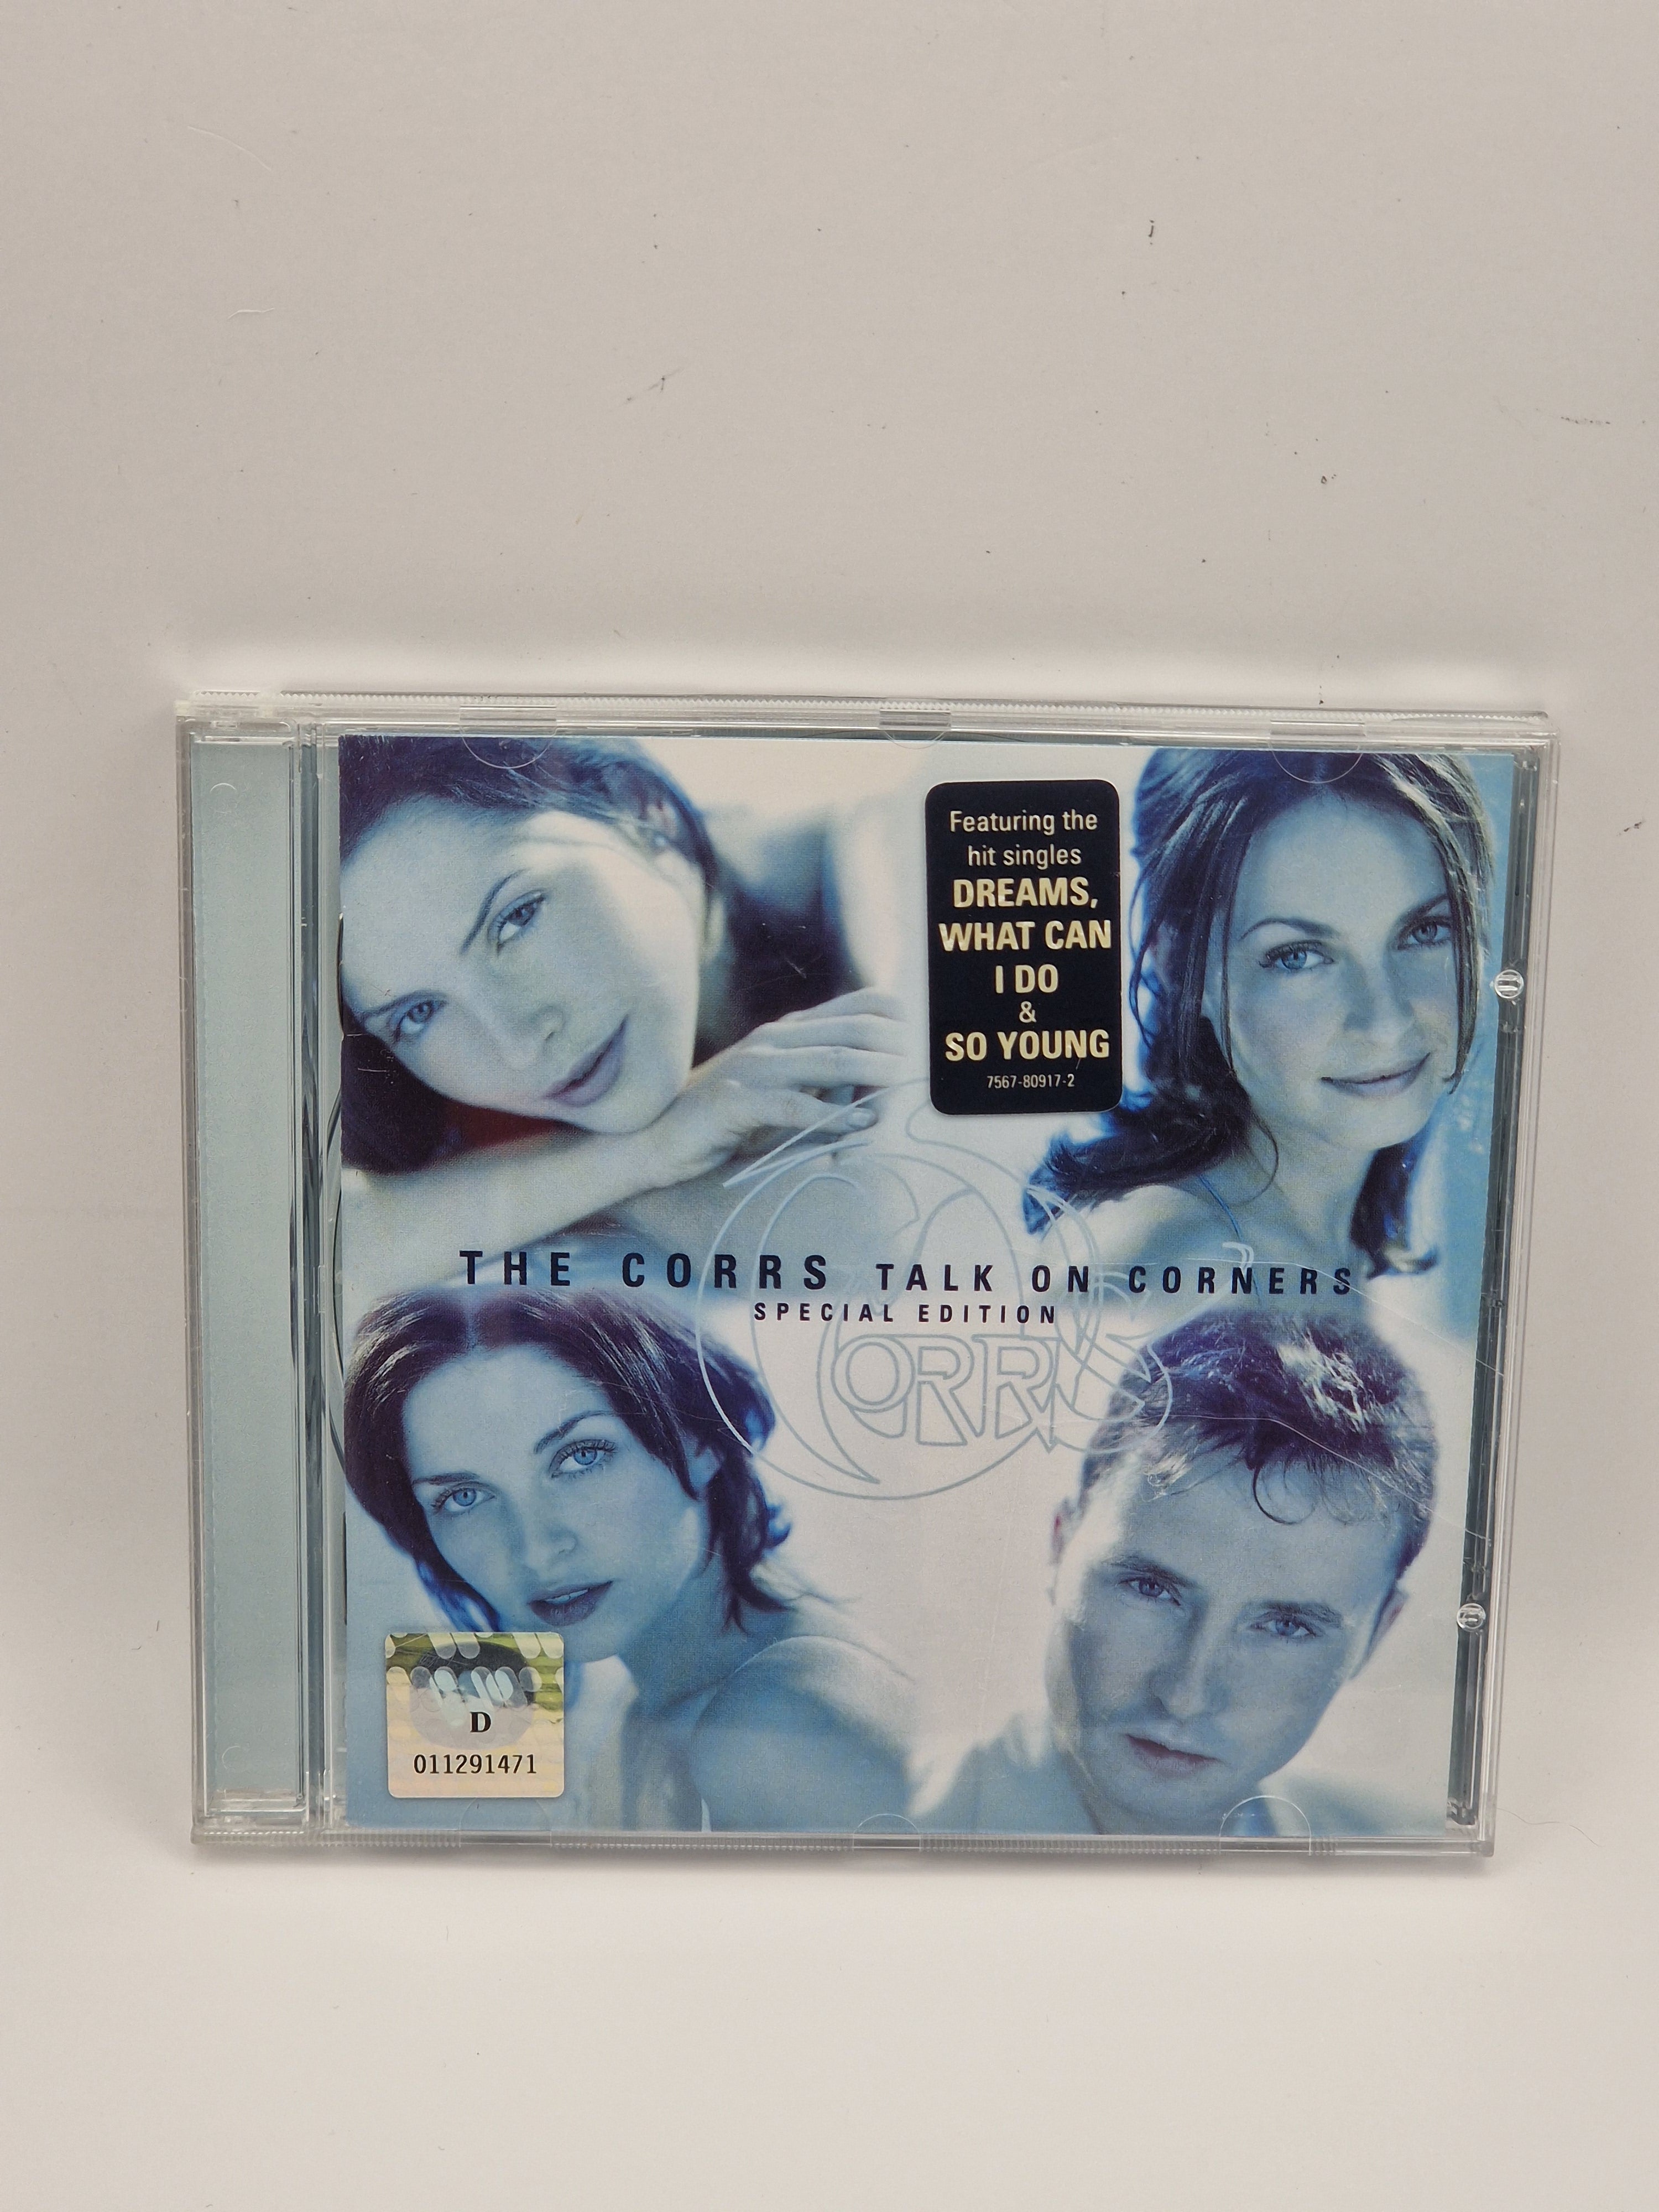 Featuring the
hit singles
DREAMS,
WHAT CAN
I DO
&
SO YOUNG
7567-80917-2
THE CORRS TALK ON CORNERS
SPECIAL EDITION
CORRS
D
011291471